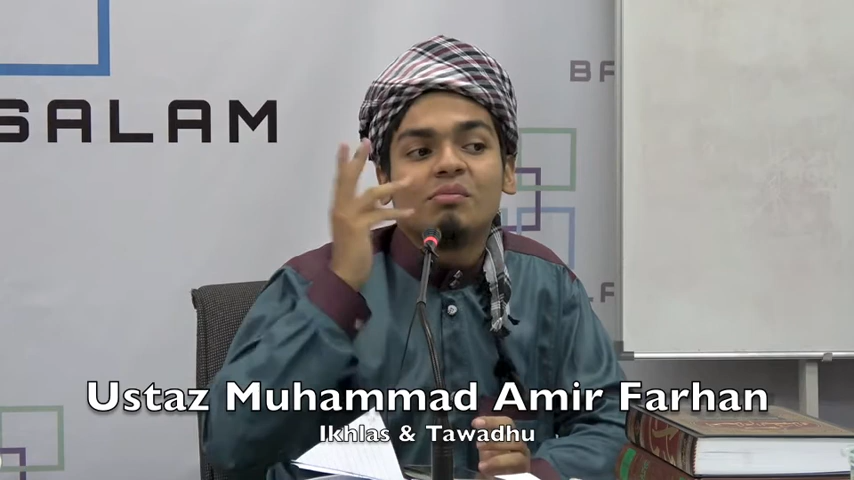 SALAM
BA
Ustaz Muhammad Amir Farhan
Ikhlas & Tawadhu